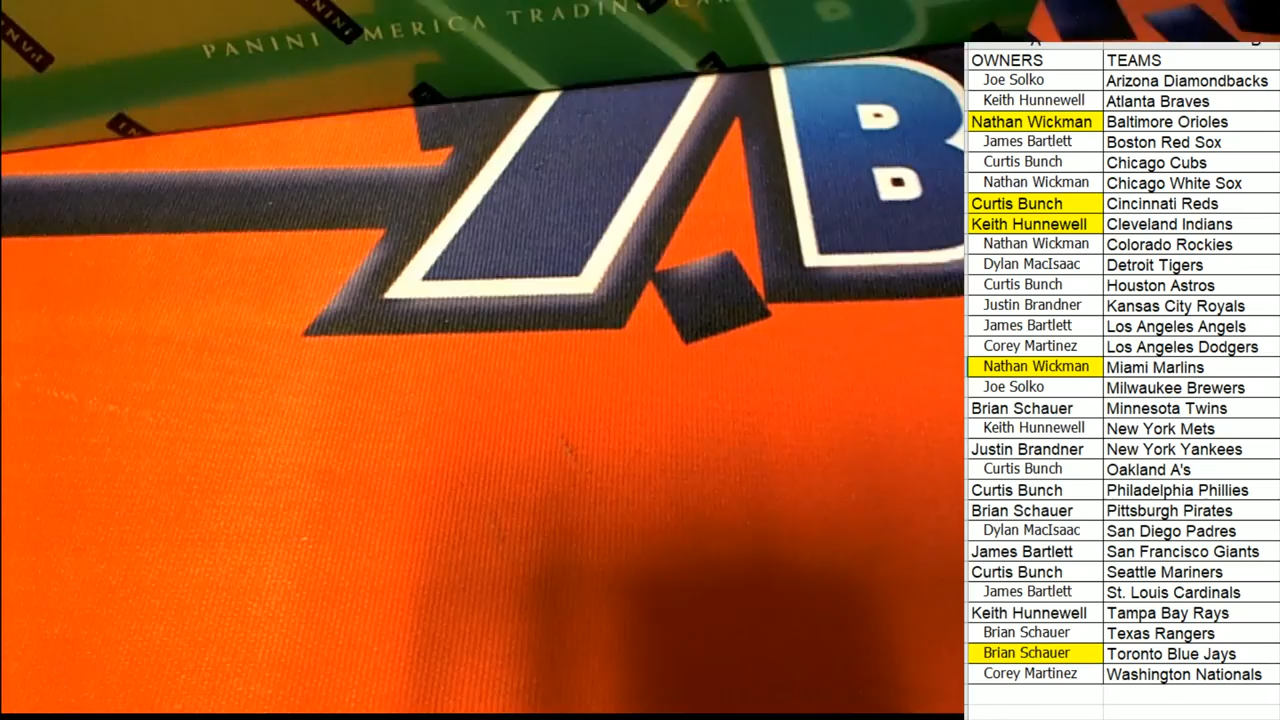 PANINI AMERICA TRADING CAR
B
OWNERS TEAMS
Joe Solko Arizona Diamondbacks
Keith Hunnewell Atlanta Braves
Nathan Wickman Baltimore Orioles
James Bartlett Boston Red Sox
Curtis Bunch Chicago Cubs
Nathan Wickman Chicago White Sox
Curtis Bunch Cincinnati Reds
Keith Hunnewell Cleveland Indians
Nathan Wickman Colorado Rockies
Dylan MacIsaac Detroit Tigers
Curtis Bunch Houston Astros
Justin Brandner Kansas City Royals
James Bartlett Los Angeles Angels
Corey Martinez Los Angeles Dodgers
Nathan Wickman Miami Marlins
Joe Solko Milwaukee Brewers
Brian Schauer Minnesota Twins
Keith Hunnewell New York Mets
Justin Brandner New York Yankees
Curtis Bunch Oakland A's
Curtis Bunch Philadelphia Phillies
Brian Schauer Pittsburgh Pirates
Dylan MacIsaac San Diego Padres
James Bartlett San Francisco Giants
Curtis Bunch Seattle Mariners
James Bartlett St. Louis Cardinals
Keith Hunnewell Tampa Bay Rays
Brian Schauer Texas Rangers
Brian Schauer Toronto Blue Jays
Corey Martinez Washington Nationals